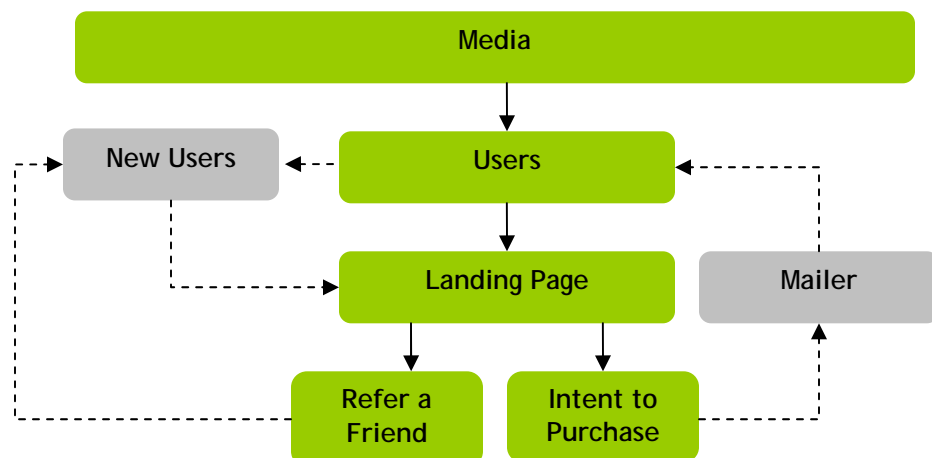 Media
New Users
Users
Landing Page
Mailer
Refer a
Friend
Intent to
Purchase